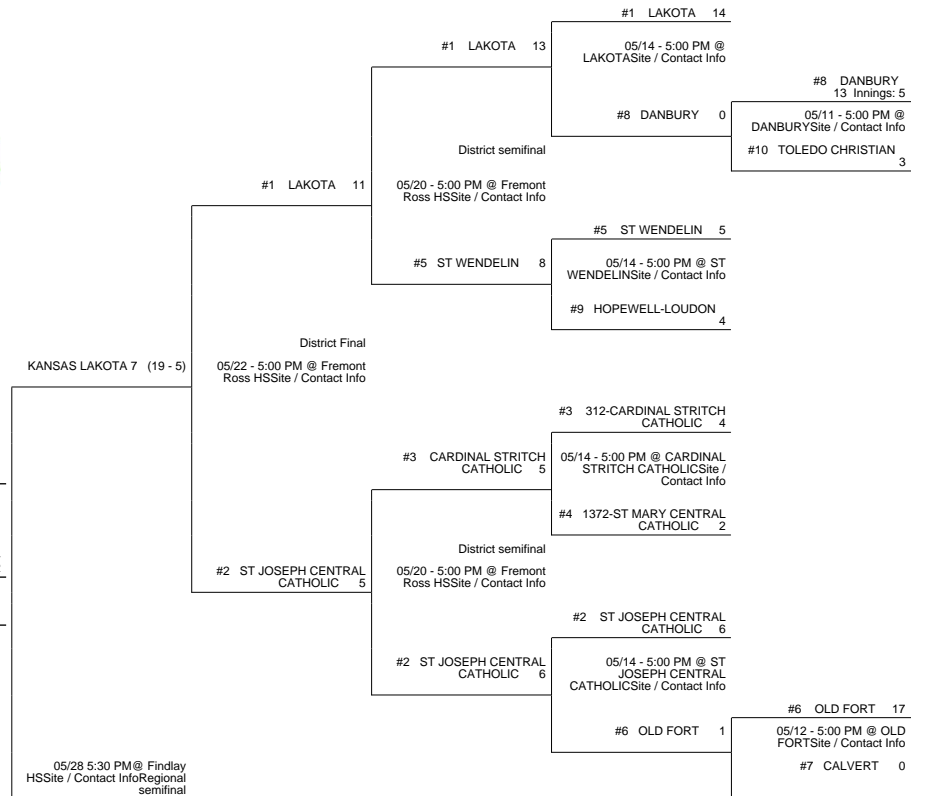 #1 LAKOTA 14
#1 LAKOTA 13
05/14 - 5:00 PM @
LAKOTASite / Contact Info
#8 DANBURY
13 Innings: 5
#8 DANBURY 0
05/11 - 5:00 PM @
DANBURYSite / Contact Info
District semifinal
#10 TOLEDO CHRISTIAN
3
#1 LAKOTA 11
05/20 - 5:00 PM @ Fremont
Ross HSSite / Contact Info
#5 ST WENDELIN 5
#5 ST WENDELIN 8
05/14 - 5:00 PM @ ST
WENDELINSite / Contact Info
#9 HOPEWELL-LOUDON
4
District Final
KANSAS LAKOTA 7 (19 - 5)
05/22 - 5:00 PM @ Fremont
Ross HSSite / Contact Info
#3 312-CARDINAL STRITCH
CATHOLIC 4
#3 CARDINAL STRITCH
CATHOLIC 5
05/14 - 5:00 PM @ CARDINAL
STRITCH CATHOLICSite /
Contact Info
#4 1372-ST MARY CENTRAL
CATHOLIC 2
District semifinal
#2 ST JOSEPH CENTRAL
CATHOLIC 5
05/20 - 5:00 PM @ Fremont
Ross HSSite / Contact Info
#2 ST JOSEPH CENTRAL
CATHOLIC 6
#2 ST JOSEPH CENTRAL
CATHOLIC 6
05/14 - 5:00 PM @ ST
JOSEPH CENTRAL
CATHOLICSite / Contact Info
#6 OLD FORT 17
#6 OLD FORT 1
05/12 - 5:00 PM @ OLD
FORTSite / Contact Info
#7 CALVERT 0
05/28 5:30 PM@ Findlay
HSSite / Contact InfoRegional
semifinal